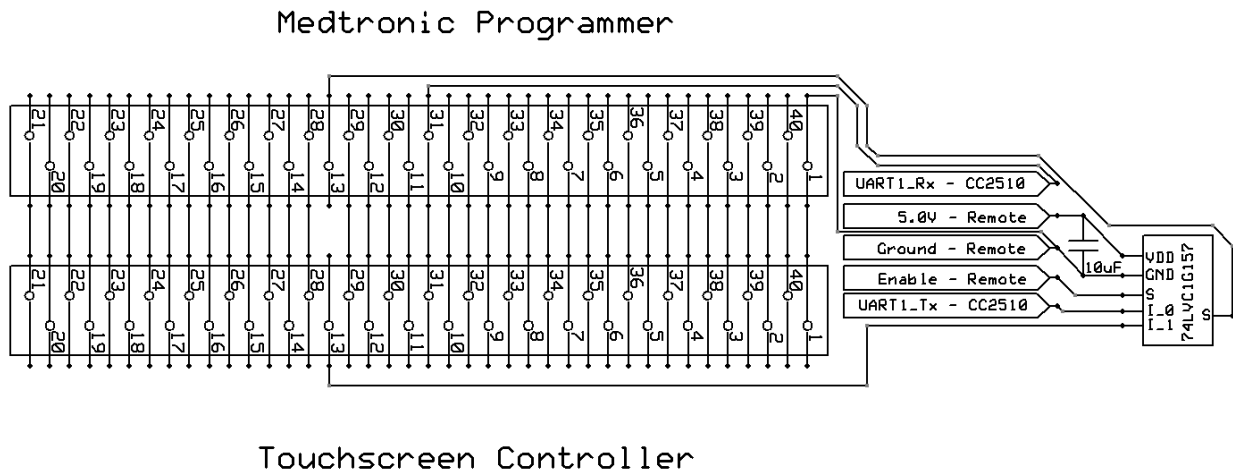 Medtronic Programmer
21 22 23 24 25 26 27 28 29 30 31 32 33 34 35 36 37 38 39 40
20 19 18 17 16 15 14 13 12 11 10 9 8 7 6 5 4 3 2 1
UART1_Rx - CC2510
5.0V - Remote
Ground - Remote
Enable - Remote
UART1_Tx - CC2510
10uF
VDD
GND
S
I_0
I_1
74LVC1G157
S
21 22 23 24 25 26 27 28 29 30 31 32 33 34 35 36 37 38 39 40
20 19 18 17 16 15 14 13 12 11 10 9 8 7 6 5 4 3 2 1
Touchscreen Controller